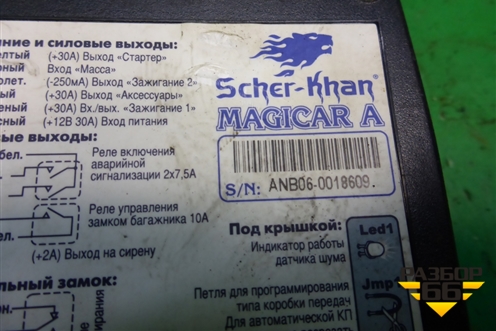 и силовые выходы:
(+30А) Выход «Стартер»
Вход «Масса»
(-250мА) Выход «Зажигание 2»
(+30А) Выход «Аксессуары»
(+30А) Вх./вых. «Зажигание 1»
(+12В 30А) Вход питания
выходы:
Реле включения
аварийной
сигнализации 2х7,5А
Реле управления
замком багажника 10А
(+2А) Выход на сирену
замок:
Петля для программирования
типа коробки передач
Для автоматической КП
Scher-Khan®
MAGICAR A
S/N: ANB06-0018609.
Под крышкой:
Индикатор работы
датчика шума
Led1
Jmp
РАЗБОР
66